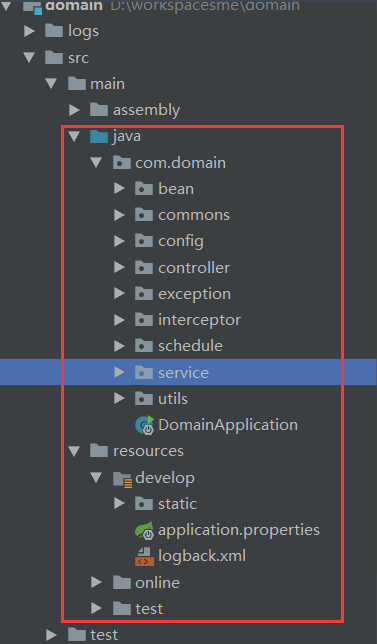 domain D:\workspacesme\domain
logs
src
main
assembly
java
com.domain
bean
commons
config
controller
exception
interceptor
schedule
service
utils
DomainApplication
resources
develop
static
application.properties
logback.xml
online
test
test